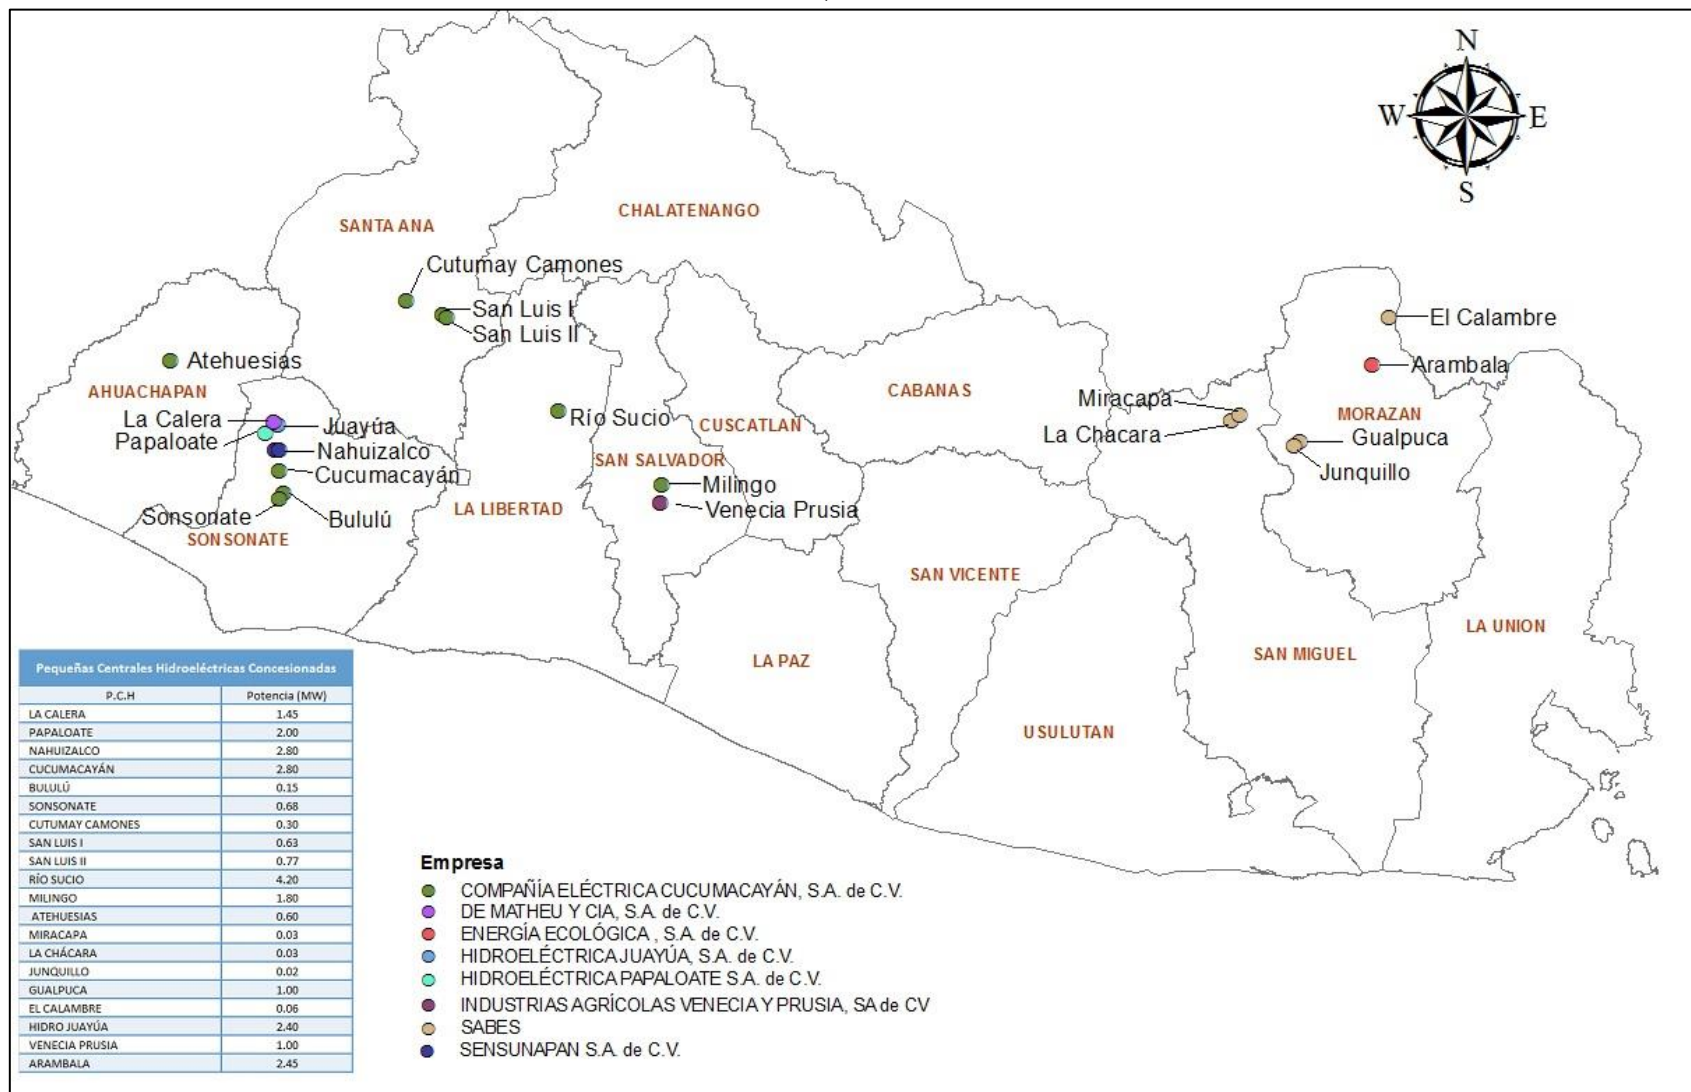 N
W E
S
CHALATENANGO
SANTA ANA
Cutumay Camones
San Luis I
San Luis II
El Calambre
Atehuesias
Arambala
AHUACHAPAN
CABANAS
Miracapa
MORAZAN
La Calera
Juayúa
Río Sucio
CUSCATLAN
La Chacara
Gualpuca
Papaloate
Nahuizalco
SAN SALVADOR
Junquillo
Cucumacayán
Milingo
LA LIBERTAD
Venecia Prusia
Sonsonate
Bululú
SONSONATE
SAN VICENTE
LA UNION
LA PAZ
SAN MIGUEL
USULUTAN
Pequeñas Centrales Hidroeléctricas Concesionadas
P.C.H Potencia (MW)
LA CALERA 1.45
PAPALOATE 2.00
NAHUIZALCO 2.80
CUCUMACAYÁN 2.80
BULULÚ 0.15
SONSONATE 0.68
CUTUMAY CAMONES 0.30
SAN LUIS I 0.63
SAN LUIS II 0.77
RÍO SUCIO 4.20
MILINGO 1.80
ATEHUESIAS 0.60
MIRACAPA 0.03
LA CHÁCARA 0.03
JUNQUILLO 0.02
GUALPUCA 1.00
EL CALAMBRE 0.06
HIDRO JUAYÚA 2.40
VENECIA PRUSIA 1.00
ARAMBALA 2.45
Empresa
COMPAÑÍA ELÉCTRICA CUCUMACAYÁN, S.A. de C.V.
DE MATHEU Y CIA, S.A. de C.V.
ENERGÍA ECOLÓGICA , S.A. de C.V.
HIDROELÉCTRICA JUAYÚA, S.A. de C.V.
HIDROELÉCTRICA PAPALOATE S.A. de C.V.
INDUSTRIAS AGRÍCOLAS VENECIA Y PRUSIA, SA de CV
SABES
SENSUNAPAN S.A. de C.V.